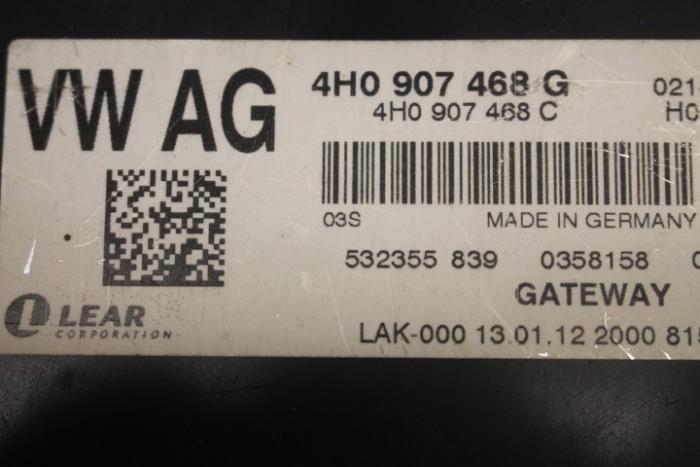 VW AG
4H0 907 468 G
4H0 907 468 C
03S MADE IN GERMANY
532355 839 0358158
GATEWAY
LEAR
CORPORATION
LAK-000 13.01.12 2000